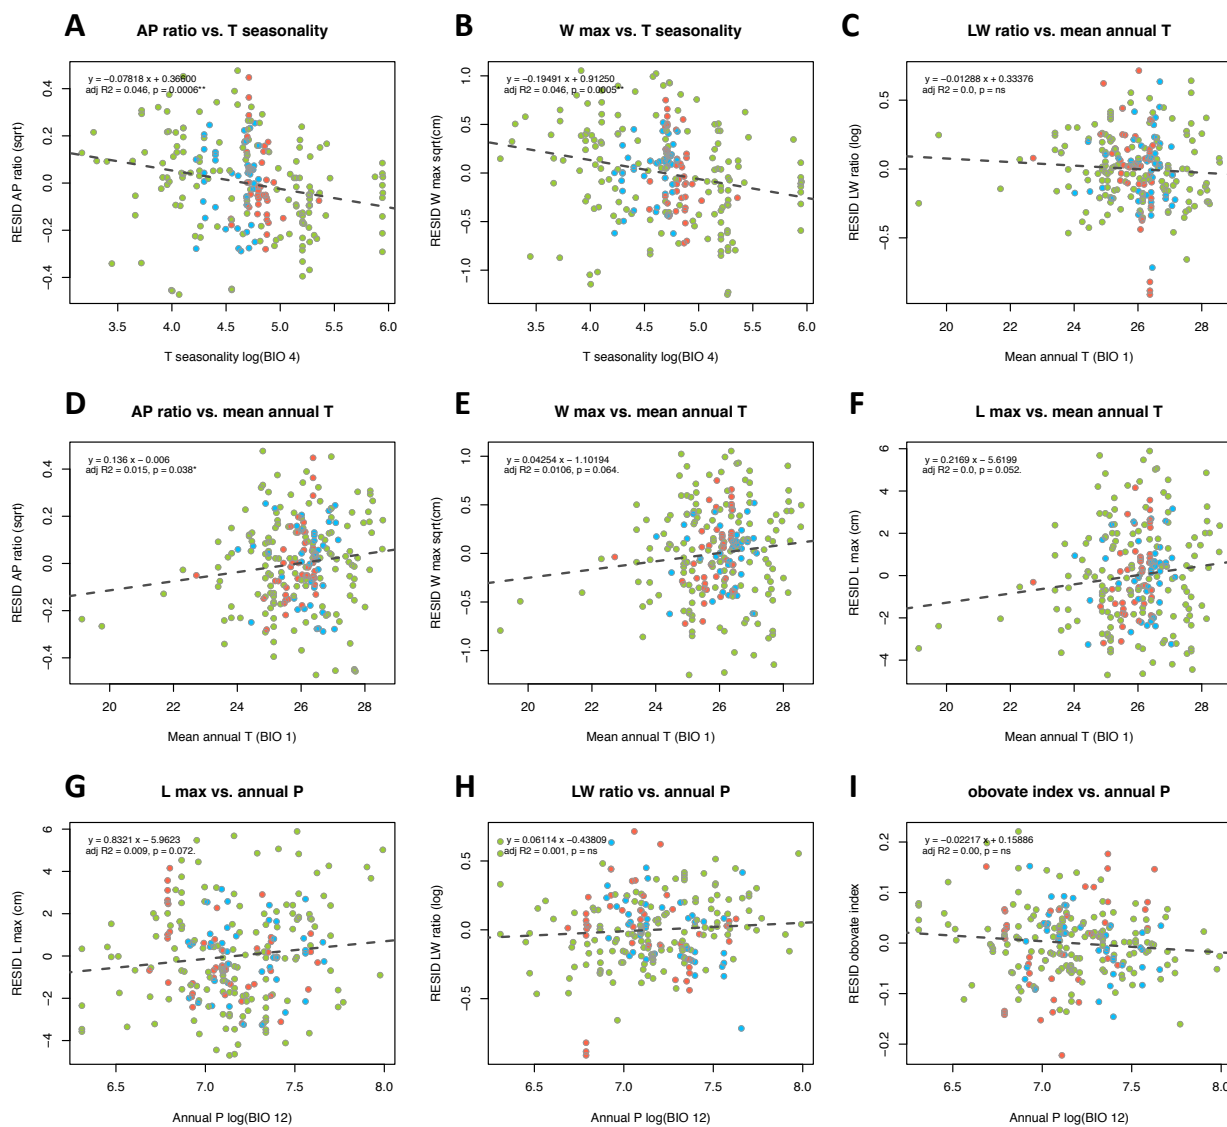 A
AP ratio vs. T seasonality
y = −0.07818 x + 0.36600
adj R2 = 0.046, p = 0.0006**
RESID AP ratio (sqrt)
0.4
0.2
0.0
−0.2
−0.4
3.5 4.0 4.5 5.0 5.5 6.0
T seasonality log(BIO 4)
B
W max vs. T seasonality
y = −0.19491 x + 0.91250
adj R2 = 0.046, p = 0.0005**
RESID W max sqrt(cm)
1.0
0.5
0.0
−0.5
−1.0
3.5 4.0 4.5 5.0 5.5 6.0
T seasonality log(BIO 4)
C
LW ratio vs. mean annual T
y = −0.01288 x + 0.33376
adj R2 = 0.0, p = ns
RESID LW ratio (log)
0.5
0.0
−0.5
20 22 24 26 28
Mean annual T (BIO 1)
D
AP ratio vs. mean annual T
y = 0.136 x − 0.006
adj R2 = 0.015, p = 0.038*
RESID AP ratio (sqrt)
0.4
0.2
0.0
−0.2
−0.4
20 22 24 26 28
Mean annual T (BIO 1)
E
W max vs. mean annual T
y = 0.04254 x − 1.10194
adj R2 = 0.0106, p = 0.064.
RESID W max sqrt(cm)
1.0
0.5
0.0
−0.5
−1.0
20 22 24 26 28
Mean annual T (BIO 1)
F
L max vs. mean annual T
y = 0.2169 x − 5.6199
adj R2 = 0.0, p = 0.052.
RESID L max (cm)
6
4
2
0
−2
−4
20 22 24 26 28
Mean annual T (BIO 1)
G
L max vs. annual P
y = 0.8321 x − 5.9623
adj R2 = 0.009, p = 0.072.
RESID L max (cm)
6
4
2
0
−2
−4
6.5 7.0 7.5 8.0
Annual P log(BIO 12)
H
LW ratio vs. annual P
y = 0.06114 x −0.43809
adj R2 = 0.001, p = ns
RESID LW ratio (log)
0.5
0.0
−0.5
6.5 7.0 7.5 8.0
Annual P log(BIO 12)
I
obovate index vs. annual P
y = −0.02217 x + 0.15886
adj R2 = 0.00, p = ns
RESID obovate index
0.2
0.1
0.0
−0.1
−0.2
6.5 7.0 7.5 8.0
Annual P log(BIO 12)